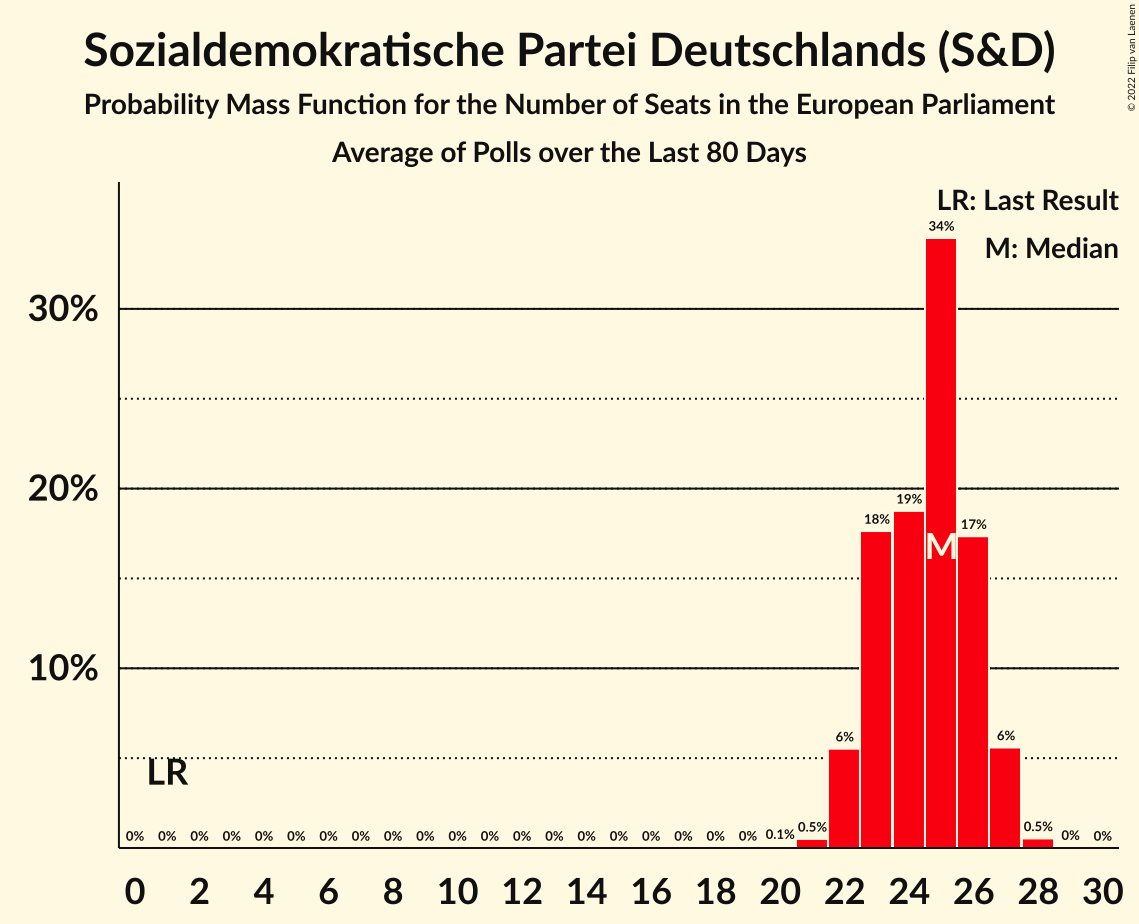 Sozialdemokratische Partei Deutschlands (S&D)
Probability Mass Function for the Number of Seats in the European Parliament
Average of Polls over the Last 80 Days
© 2022 Filip van Laenen
LR: Last Result
M: Median
34%
30%
20%
19%
18%
17%
M
10%
6%
6%
LR
0% 0% 0% 0% 0% 0% 0% 0% 0% 0% 0% 0% 0% 0% 0% 0% 0% 0% 0% 0% 0.1% 0.5% 0.5% 0% 0%
0 2 4 6 8 10 12 14 16 18 20 22 24 26 28 30